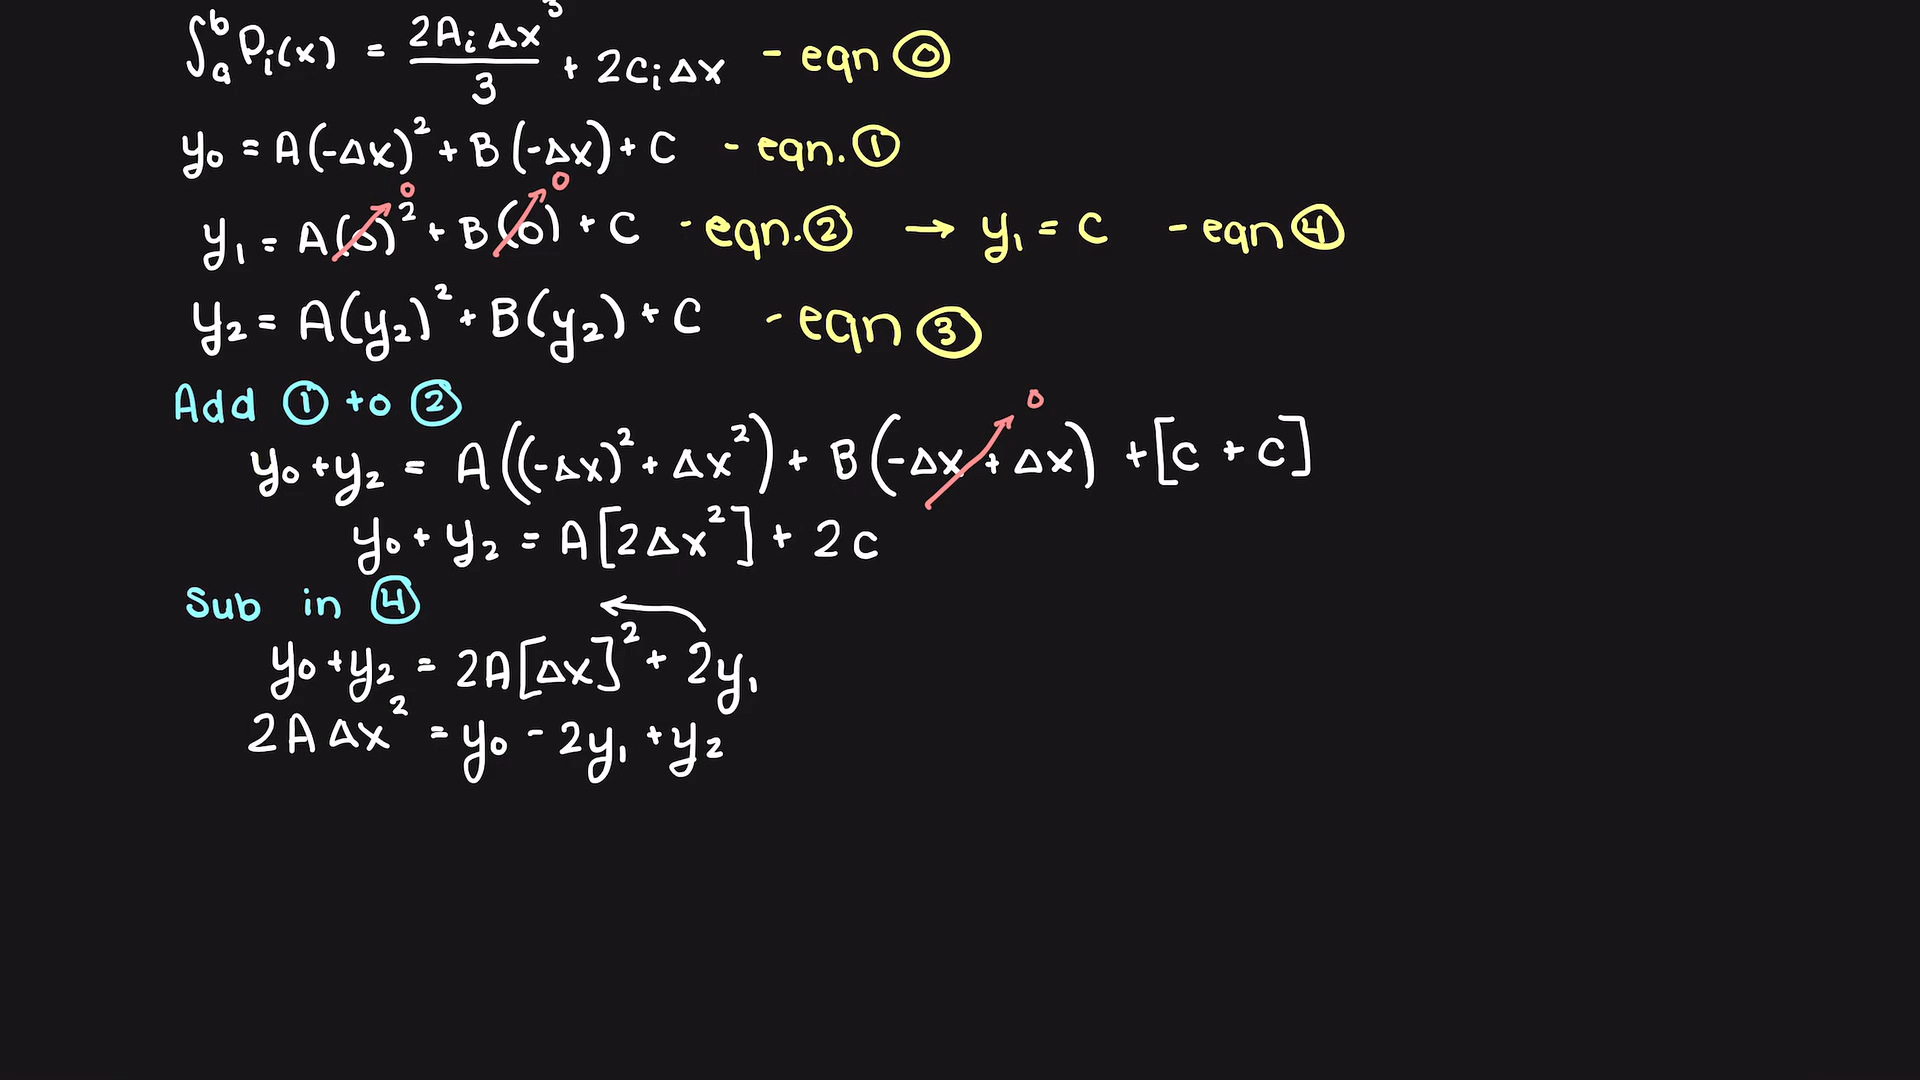 ∫ₐᵇ Pᵢ(x) = 2Aᵢ Δx³ / 3 + 2Cᵢ Δx - eqn ⓪
y₀ = A(-Δx)² + B(-Δx) + C - eqn. ①
y₁ = A(0)² ↗0 + B(0) ↗0 + C - eqn. ② → y₁ = C - eqn ④
y₂ = A(y₂)² + B(y₂) + C - eqn ③
Add ① to ②
y₀ + y₂ = A((-Δx)² + Δx²) + B(-Δx + Δx) ↗0 + [C + C]
y₀ + y₂ = A[2Δx²] + 2C
Sub in ④
y₀ + y₂ = 2A[Δx]² + 2y₁
2AΔx² = y₀ - 2y₁ + y₂